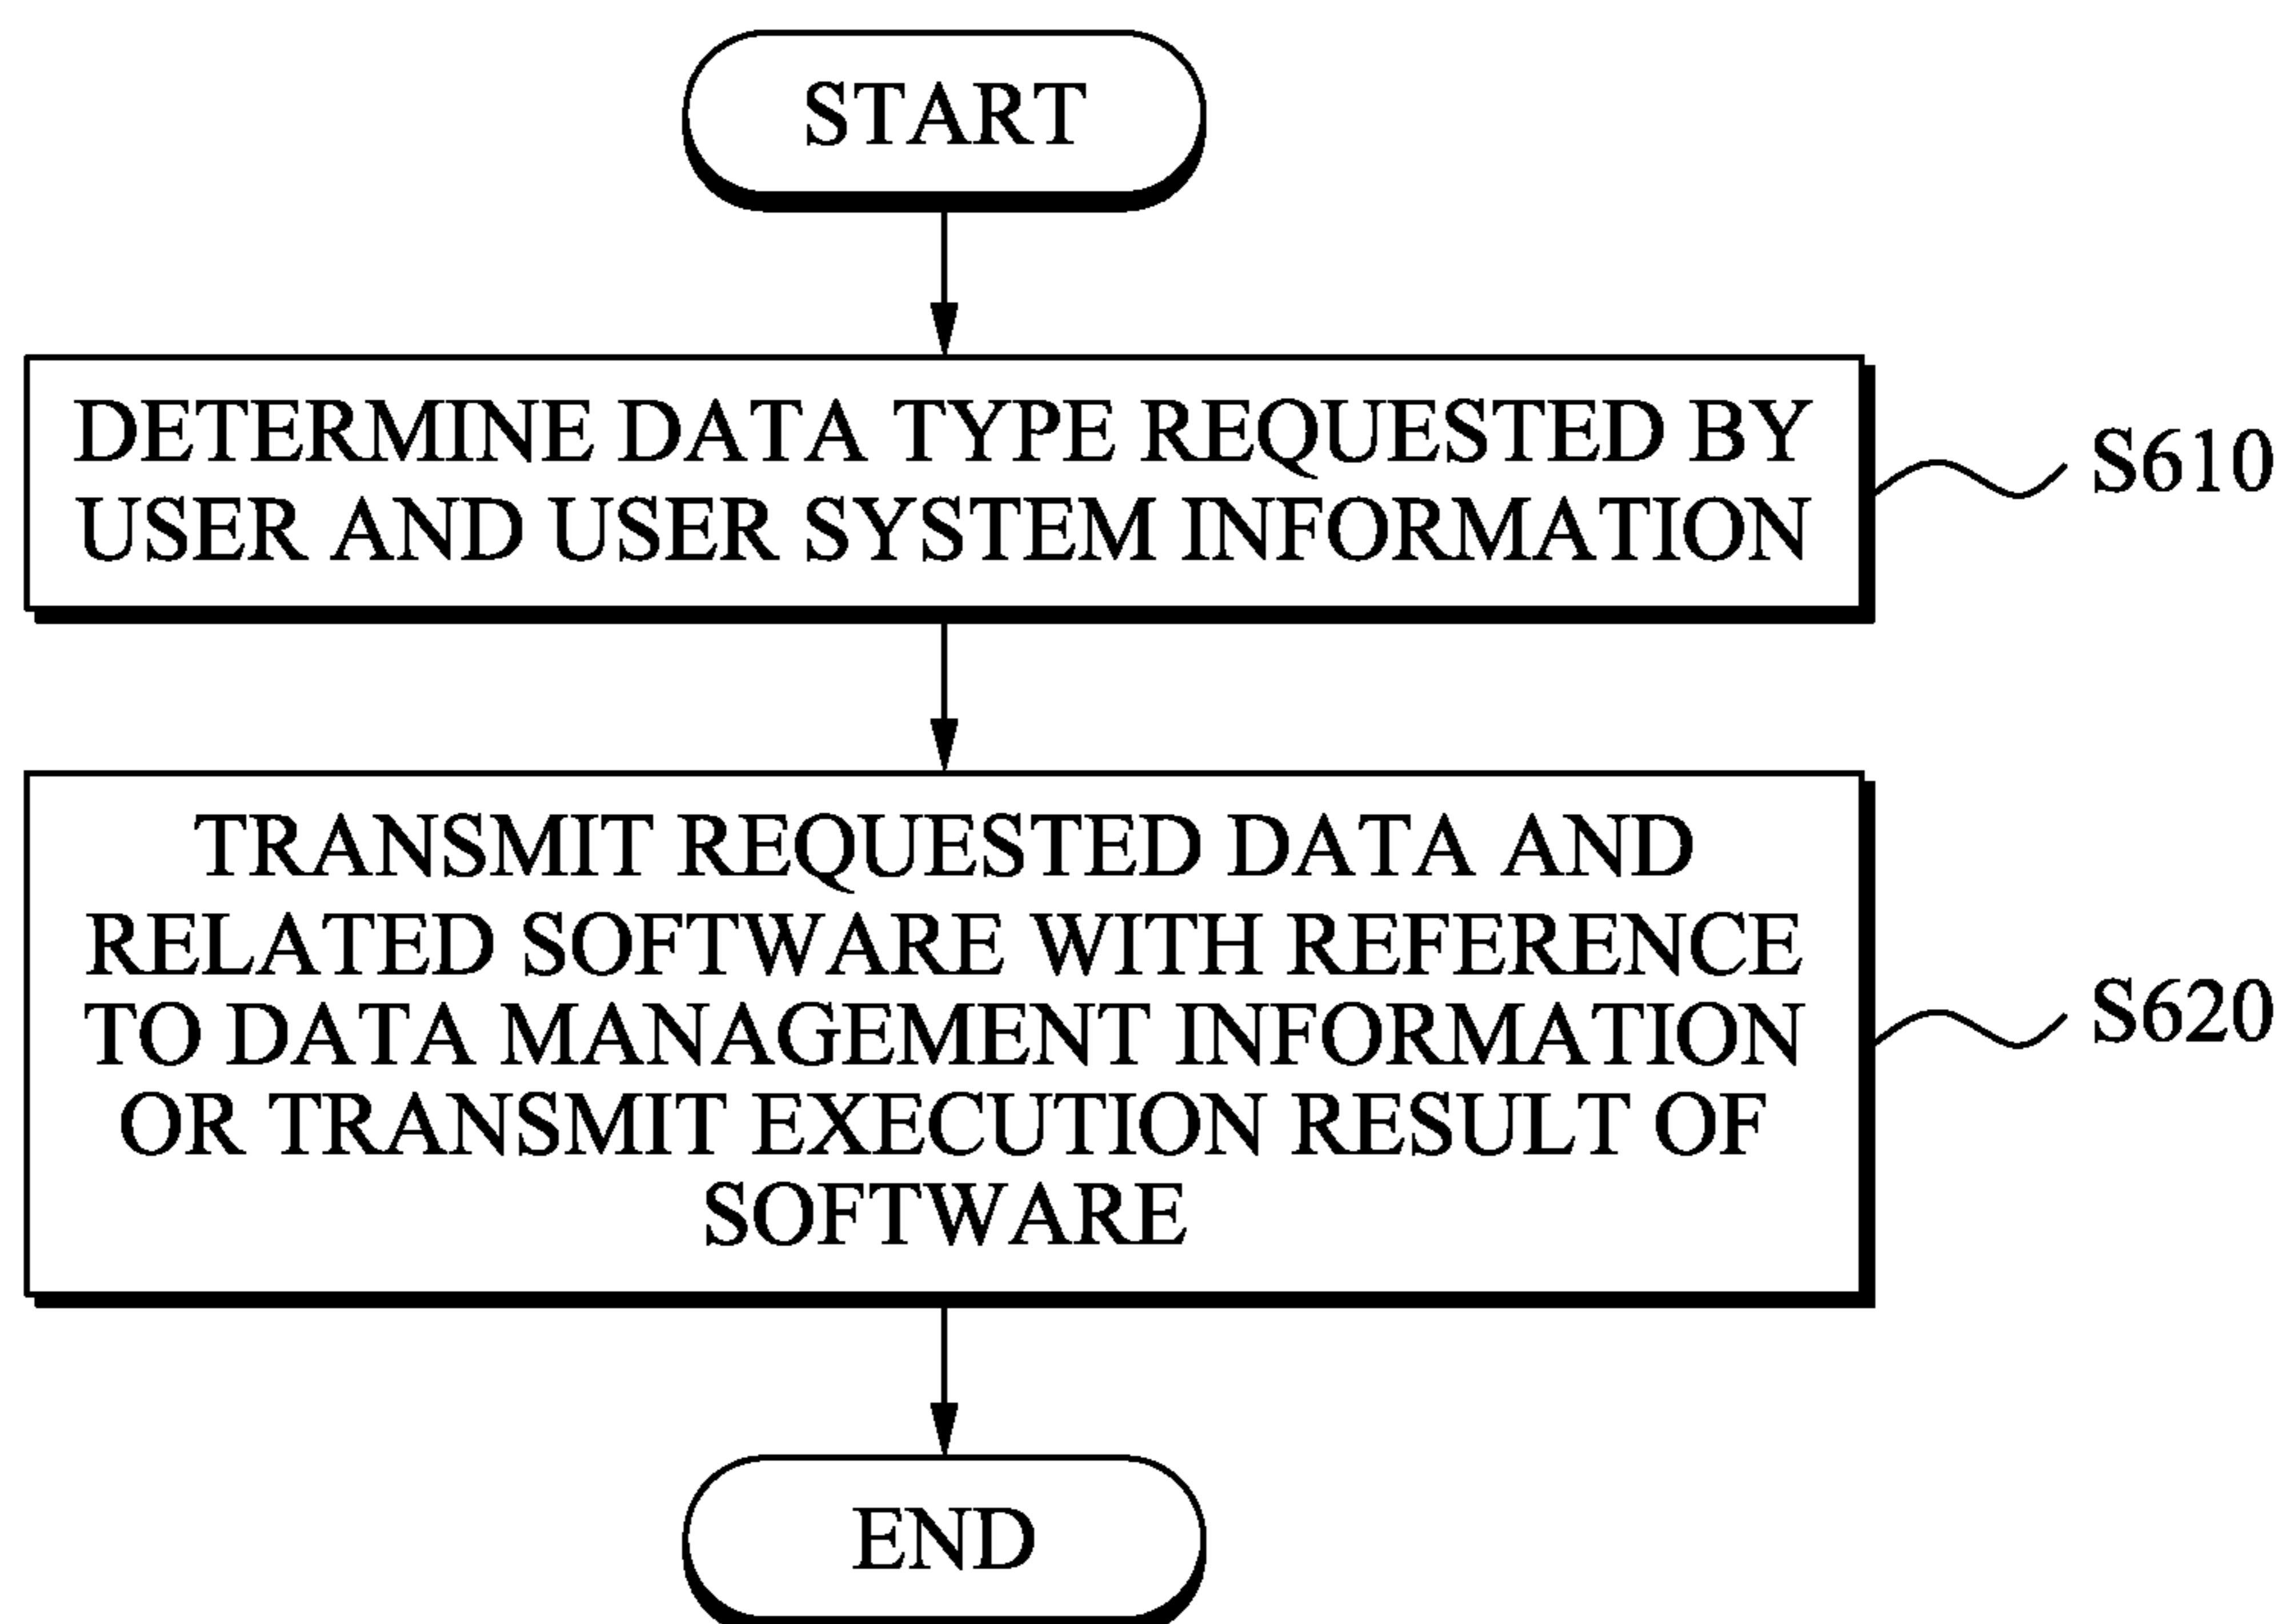 START
DETERMINE DATA TYPE REQUESTED BY
USER AND USER SYSTEM INFORMATION
S610
TRANSMIT REQUESTED DATA AND
RELATED SOFTWARE WITH REFERENCE
TO DATA MANAGEMENT INFORMATION
OR TRANSMIT EXECUTION RESULT OF
SOFTWARE
S620
END